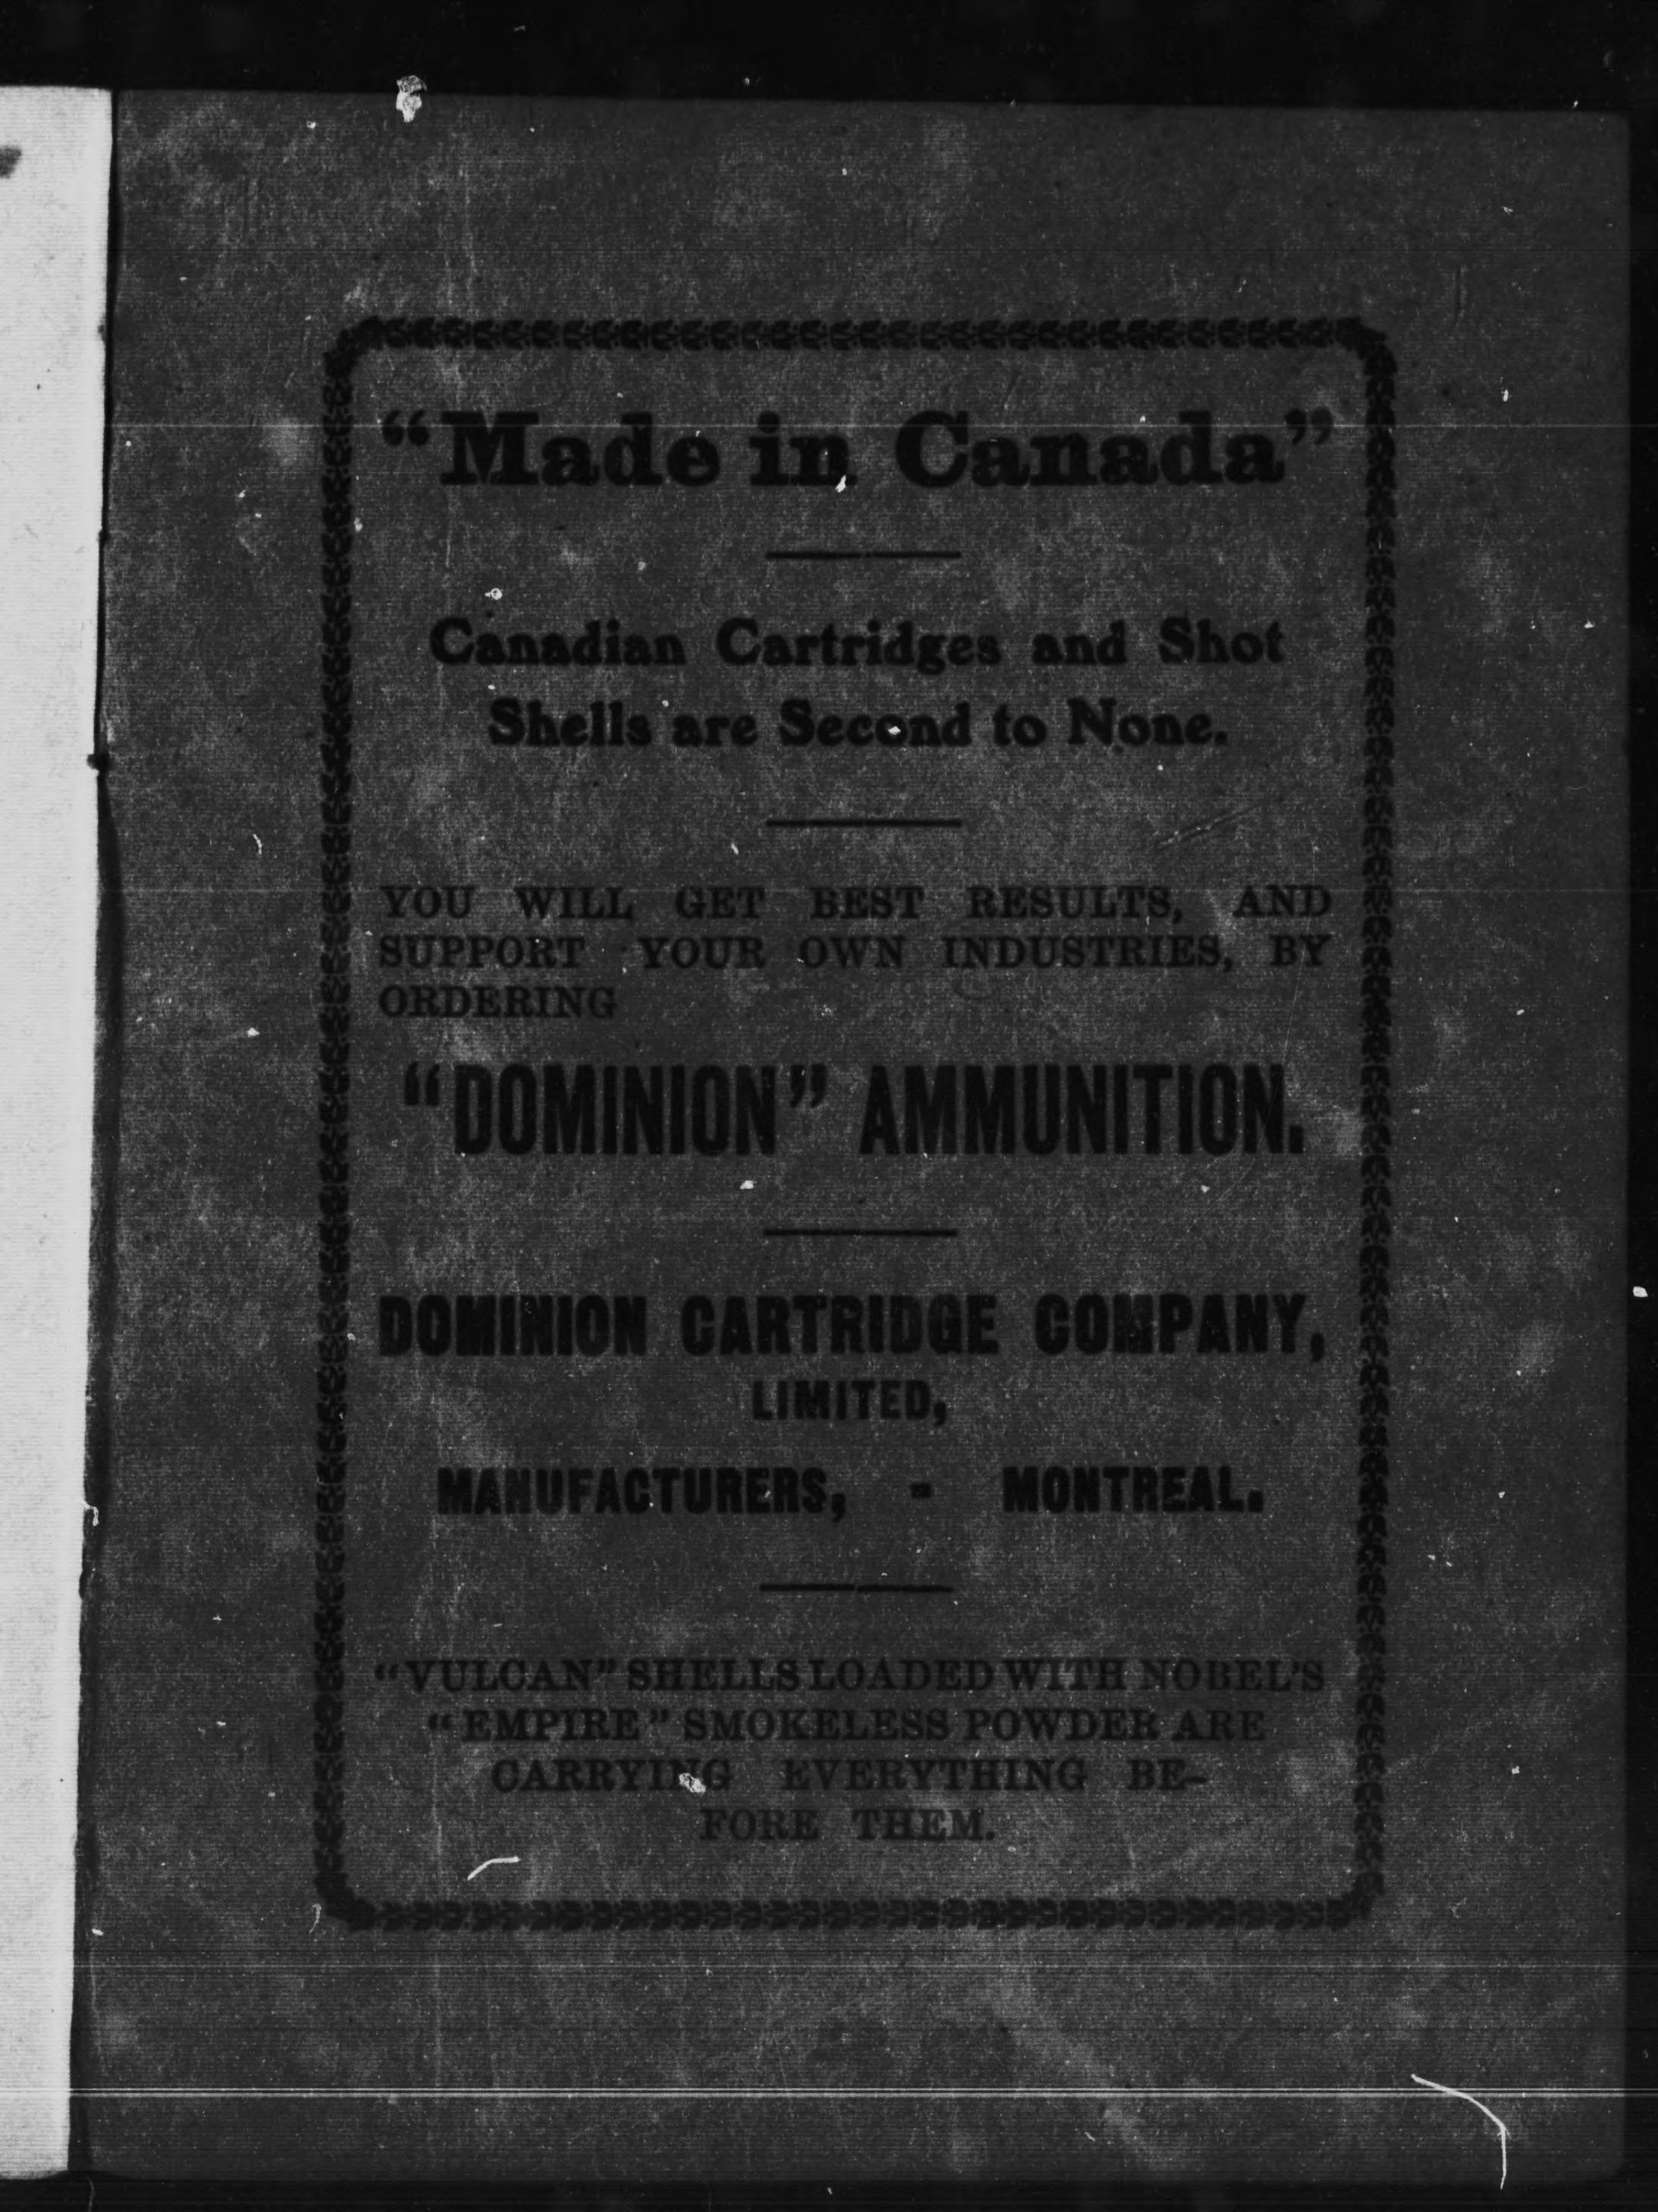 “Made in Canada”
Canadian Cartridges and Shot
Shells are Second to None.
YOU WILL GET BEST RESULTS, AND
SUPPORT YOUR OWN INDUSTRIES, BY
ORDERING
“DOMINION” AMMUNITION.
DOMINION CARTRIDGE COMPANY,
LIMITED,
MANUFACTURERS, - MONTREAL.
“VULCAN” SHELLS LOADED WITH NOBEL'S
“EMPIRE” SMOKELESS POWDER ARE
CARRYING EVERYTHING BE-
FORE THEM.